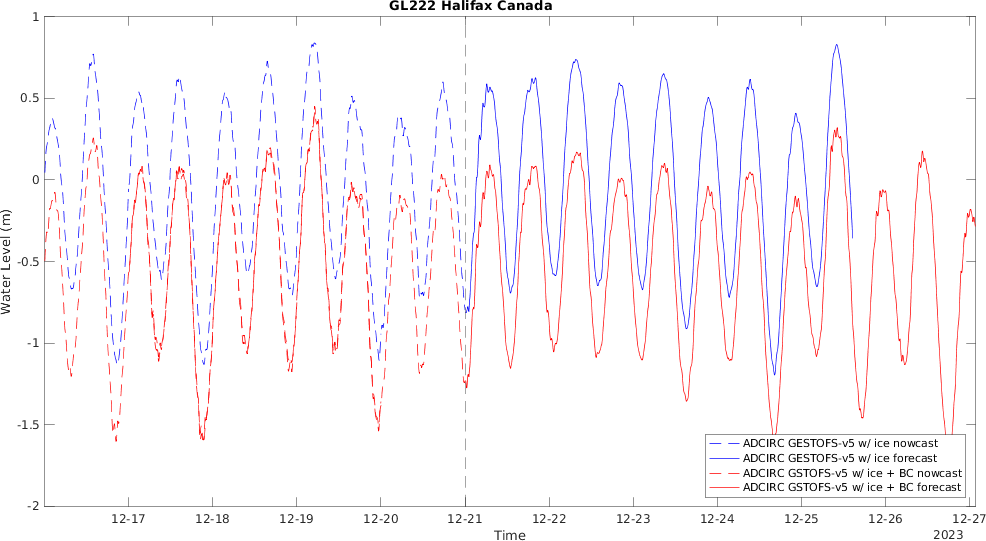 GL222 Halifax Canada
1
0.5
0
-0.5
-1
-1.5
-2
Water Level (m)
ADCIRC GESTOFS-v5 w/ ice nowcast
ADCIRC GESTOFS-v5 w/ ice forecast
ADCIRC GSTOFS-v5 w/ ice + BC nowcast
ADCIRC GSTOFS-v5 w/ ice + BC forecast
12-17 12-18 12-19 12-20 12-21 12-22 12-23 12-24 12-25 12-26 12-27
Time
2023